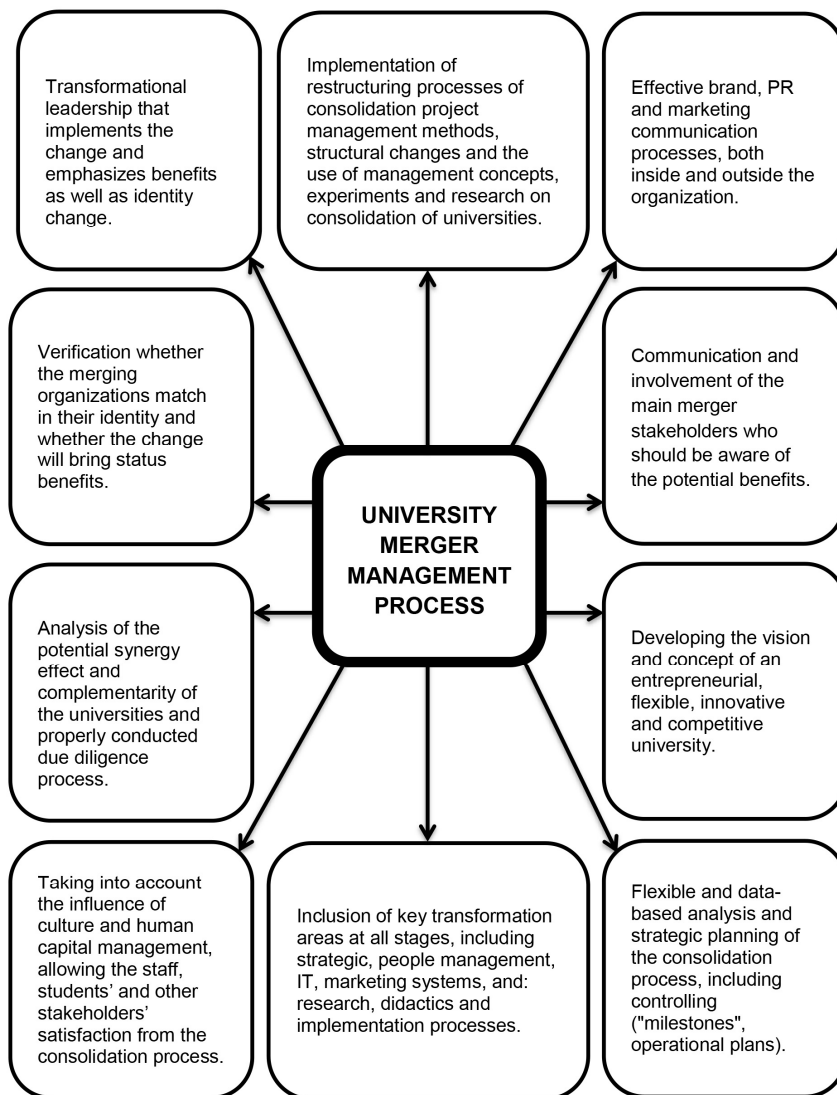 Transformational
leadership that
implements the
change and
emphasizes benefits
as well as identity
change.
Implementation of
restructuring processes of
consolidation project
management methods,
structural changes and the
use of management concepts,
experiments and research on
consolidation of universities.
Effective brand, PR
and marketing
communication
processes, both
inside and outside the
organization.
Verification whether
the merging
organizations match
in their identity and
whether the change
will bring status
benefits.
Communication and
involvement of the
main merger
stakeholders who
should be aware of
the potential benefits.
UNIVERSITY
MERGER
MANAGEMENT
PROCESS
Analysis of the
potential synergy
effect and
complementarity of
the universities and
properly conducted
due diligence
process.
Developing the vision
and concept of an
entrepreneurial,
flexible, innovative
and competitive
university.
Taking into account
the influence of
culture and human
capital management,
allowing the staff,
students’ and other
stakeholders’
satisfaction from the
consolidation process.
Inclusion of key transformation
areas at all stages, including
strategic, people management,
IT, marketing systems, and:
research, didactics and
implementation processes.
Flexible and data-
based analysis and
strategic planning of
the consolidation
process, including
controlling
("milestones",
operational plans).